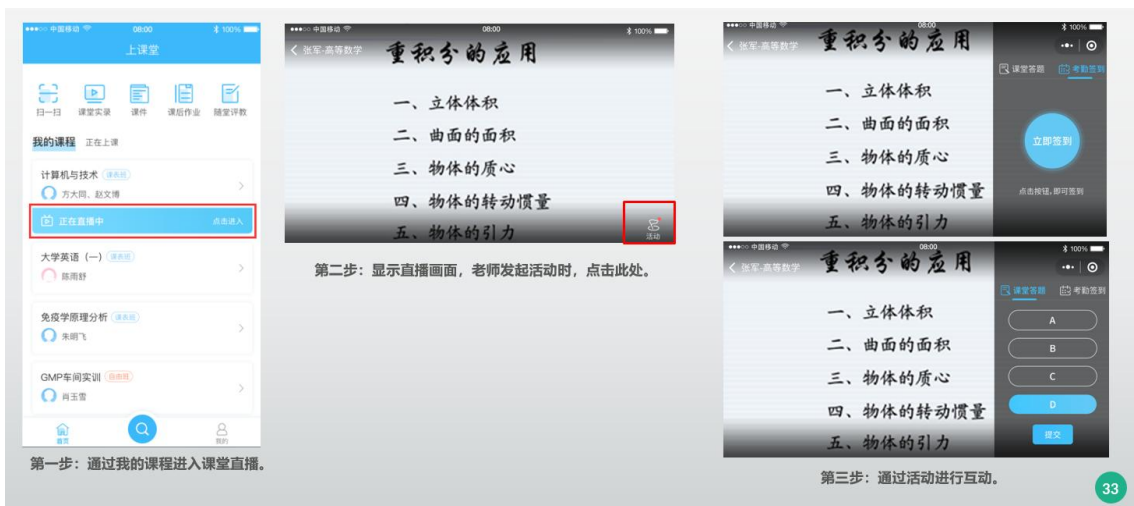 中国移动 08:00 100%
上课堂
扫一扫 课堂实录 课件 课后作业 随堂评教
我的课程 正在上课
计算机与技术 课表班
方大同、赵文博
正在直播中 点击进入
大学英语（一） 课表班
陈雨舒
免疫学原理分析 课表班
朱明飞
GMP车间实训
肖玉雪
首页 我的
第一步：通过我的课程进入课堂直播。
中国移动 08:00 100%
张军-高等数学
重积分的应用
一、立体体积
二、曲面的面积
三、物体的质心
四、物体的转动惯量
五、物体的引力
活动
第二步：显示直播画面，老师发起活动时，点击此处。
中国移动 08:00 100%
张军-高等数学
重积分的应用
一、立体体积
二、曲面的面积
三、物体的质心
四、物体的转动惯量
五、物体的引力
课堂答题 考勤签到
立即签到
点击按钮,即可签到
中国移动 08:00 100%
张军-高等数学
重积分的应用
一、立体体积
二、曲面的面积
三、物体的质心
四、物体的转动惯量
五、物体的引力
课堂答题 考勤签到
A
B
C
D
提交
第三步：通过活动进行互动。
33